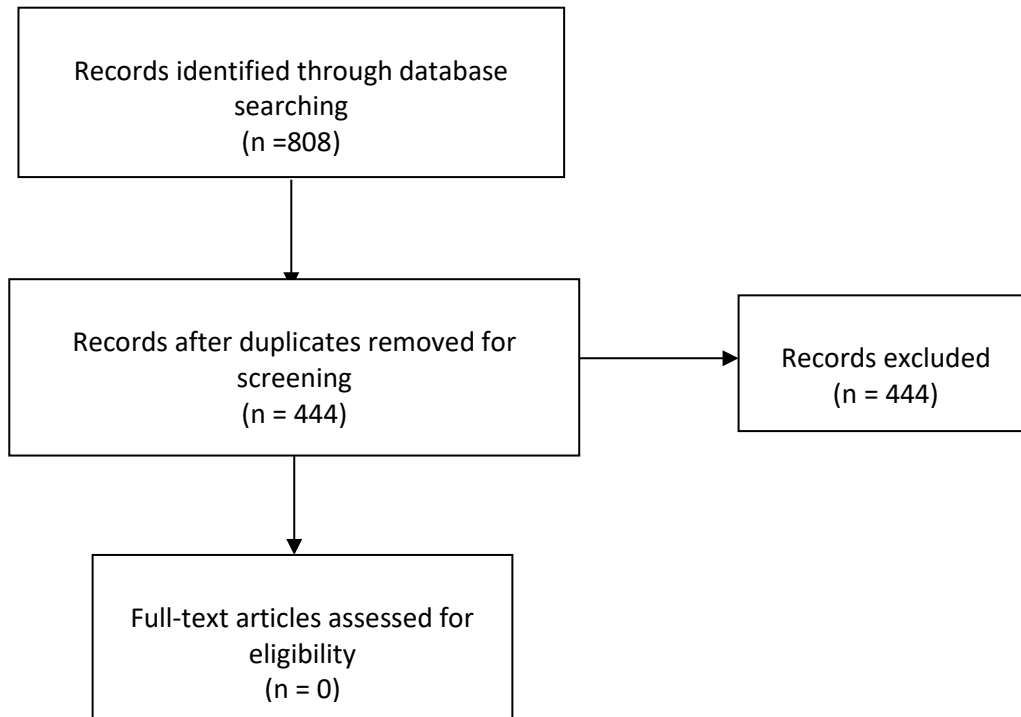 Records identified through database
searching
(n =808)
Records after duplicates removed for
screening
(n = 444)
Records excluded
(n = 444)
Full-text articles assessed for
eligibility
(n = 0)